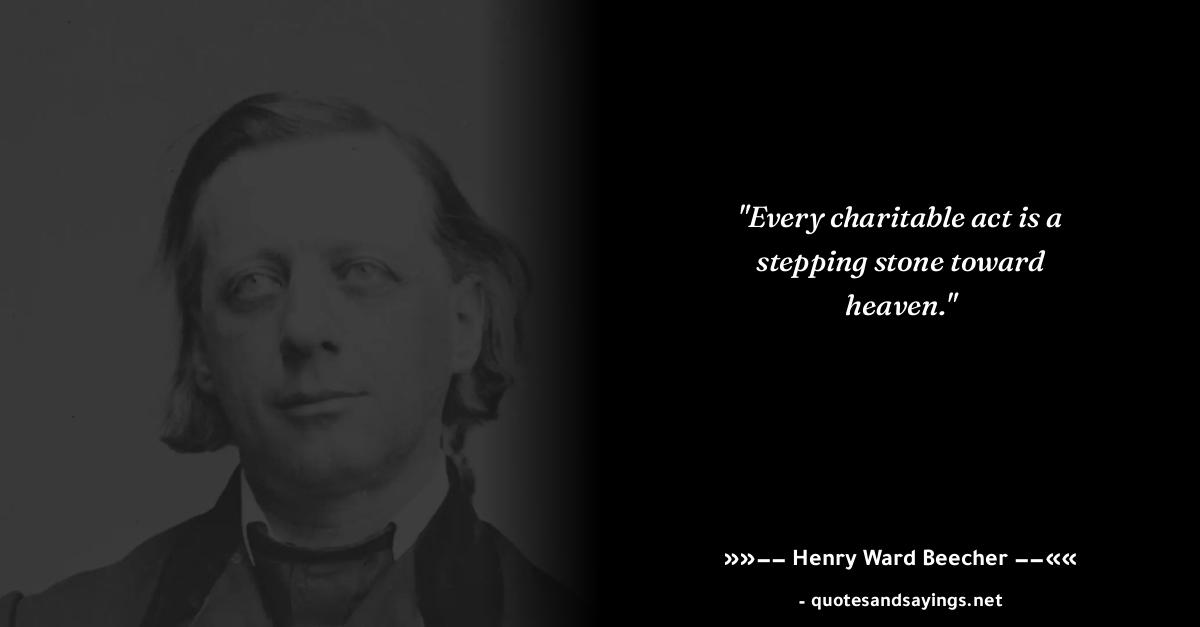 "Every charitable act is a
stepping stone toward
heaven."
»»−− Henry Ward Beecher −−««
- quotesandsayings.net